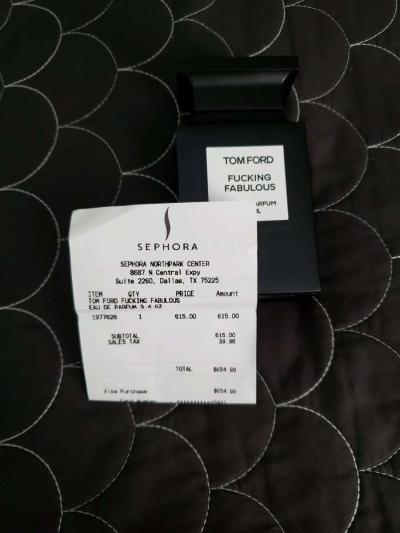 TOM FORD
FUCKING
FABULOUS
ARFUM
SEPHORA
SEPHORA NORTHPARK CENTER
8687 N Central Expy
Suite 2260, Dallas, TX 75225
ITEM QTY PRICE Amount
TOM FORD FUCKING FABULOUS
EAU DE PARFUM 3.4 OZ
1977626 1 615.00 615.00
SUBTOTAL 615.00
SALES TAX 39.98
TOTAL $654.98
Visa Purchase $654.98